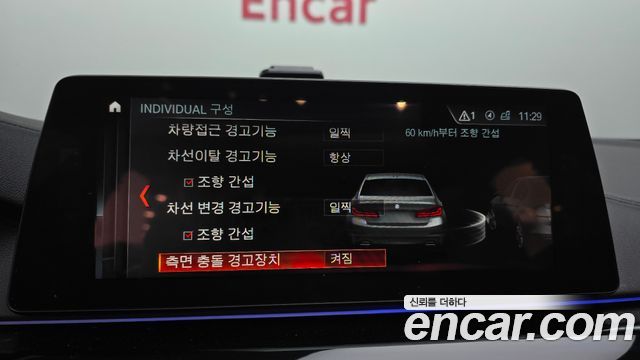 Encar
INDIVIDUAL 구성
1 11:29
차량접근 경고기능 일찍
60 km/h부터 조향 간섭
차선이탈 경고기능 항상
조향 간섭
차선 변경 경고기능 일찍
조향 간섭
측면 충돌 경고장치 켜짐
신뢰를 더하다
encar.com